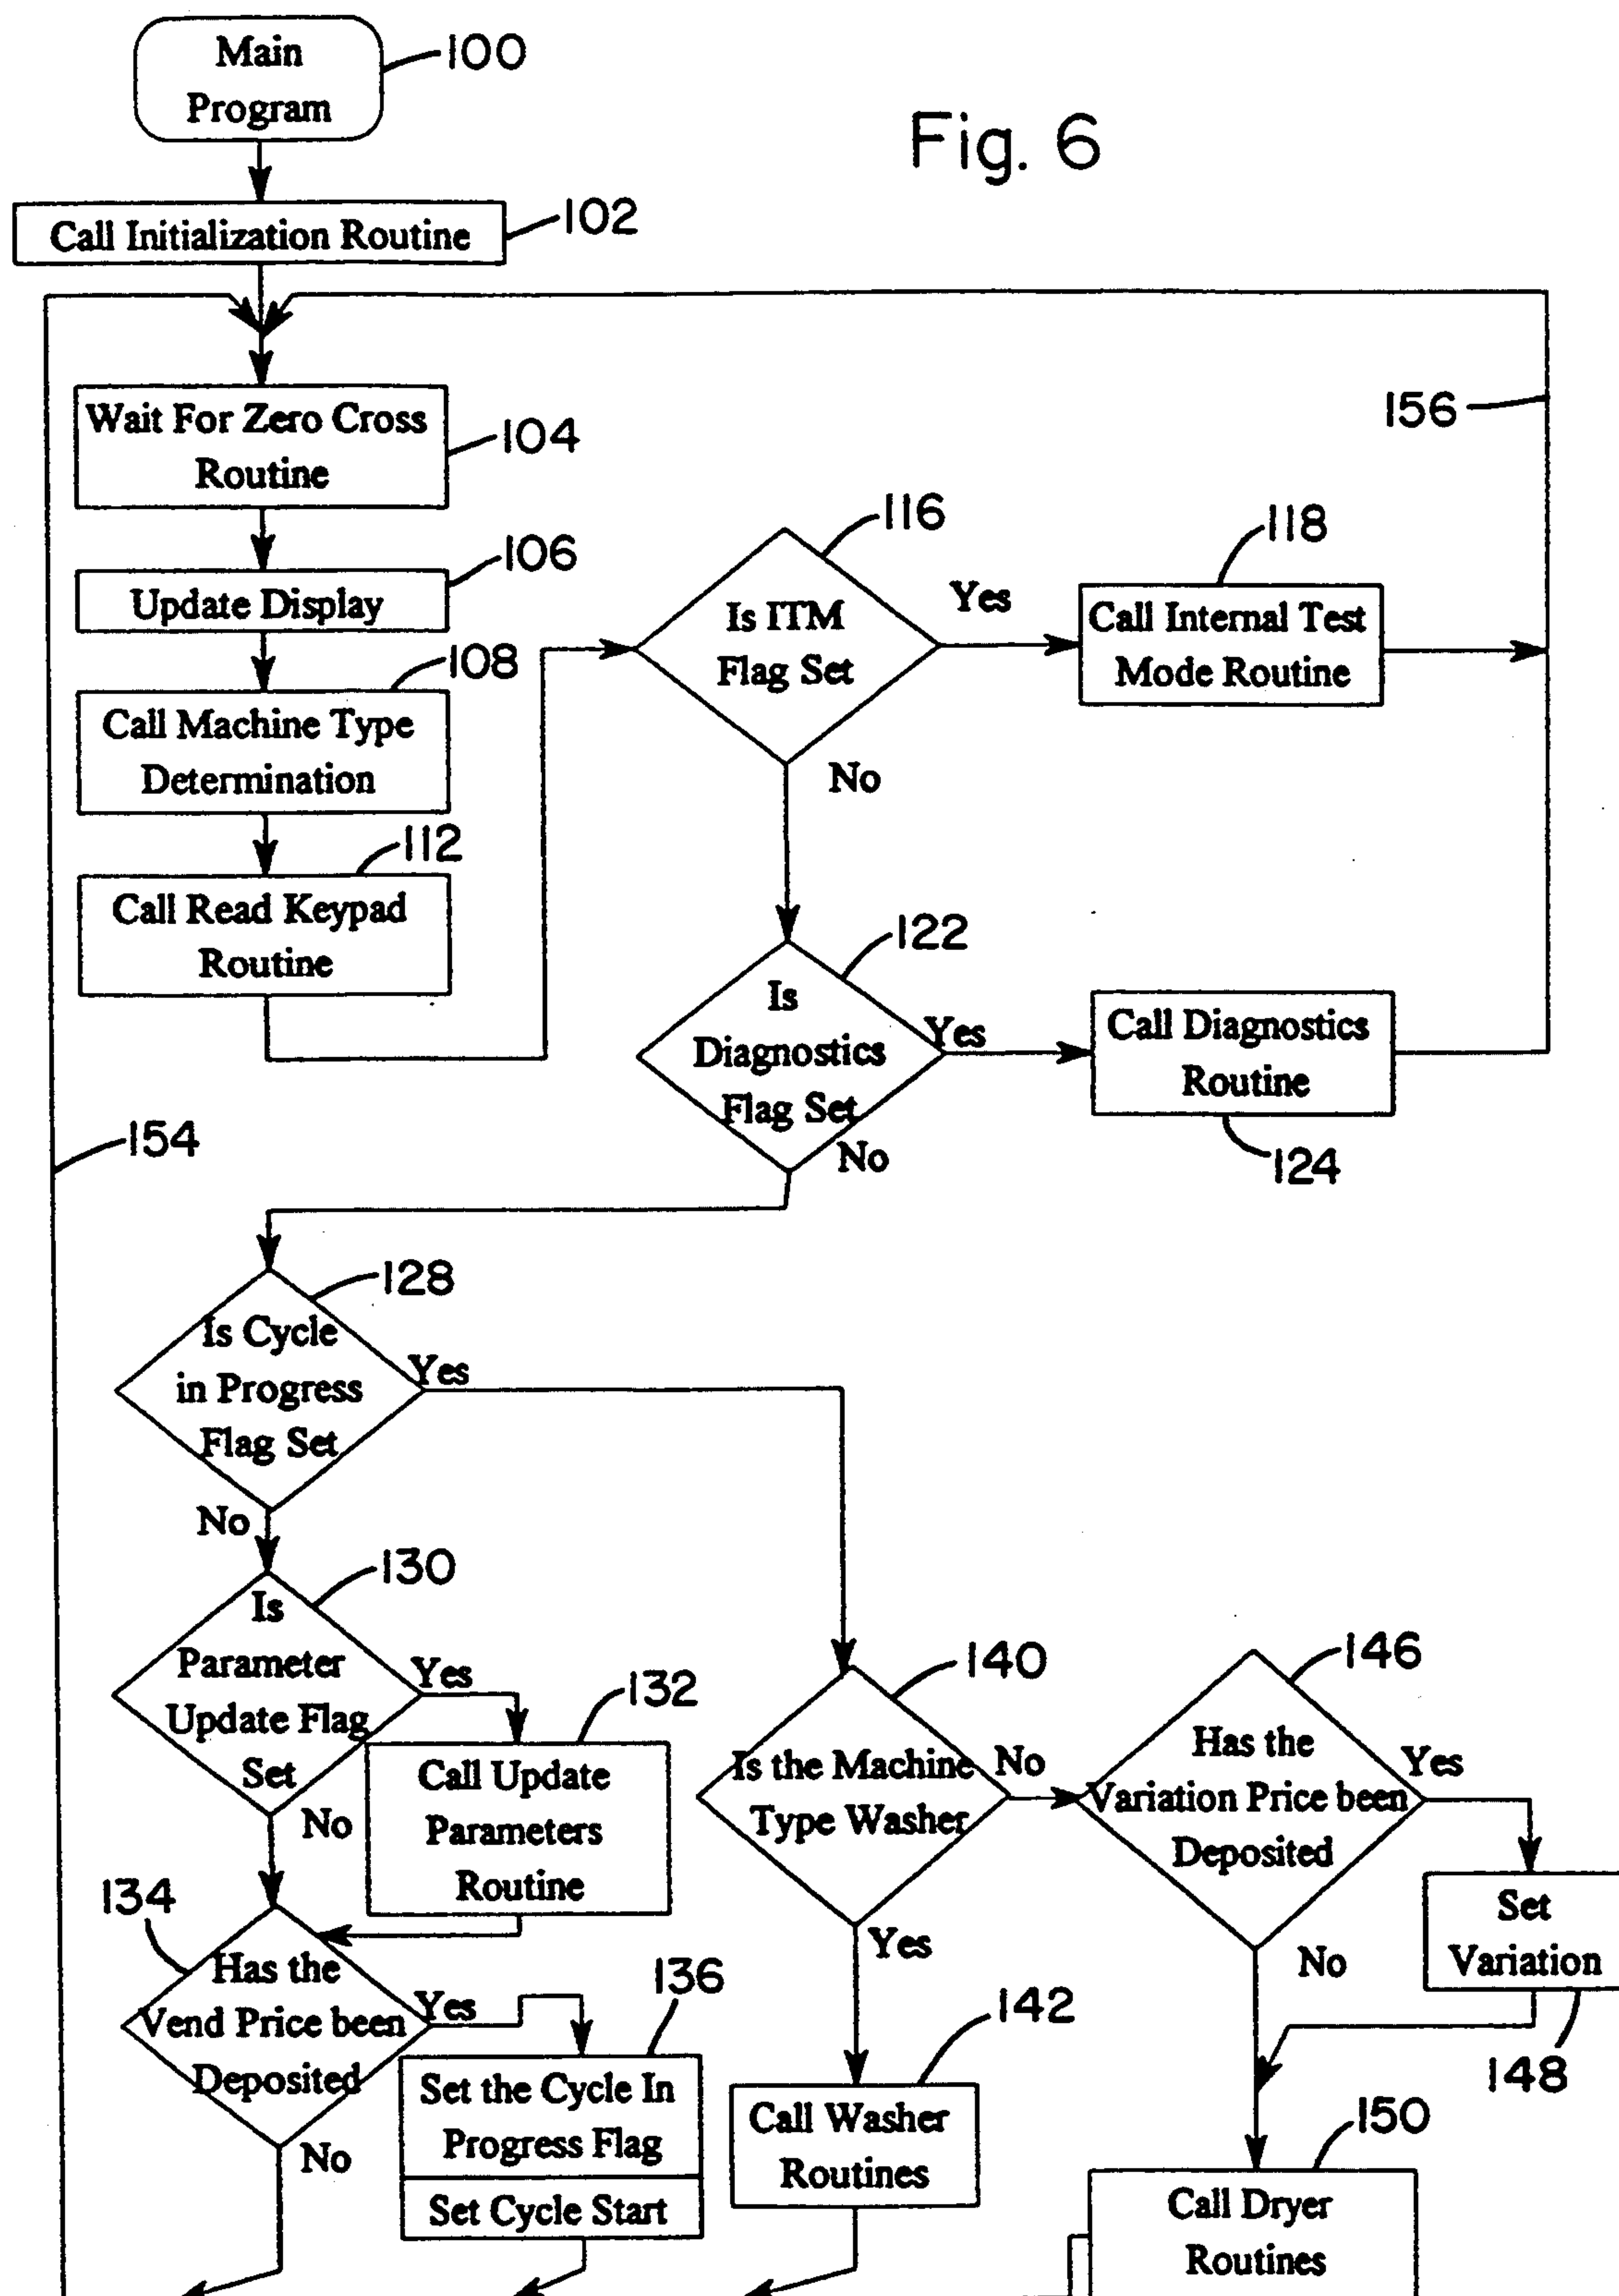 Main
Program
100
Fig. 6
Call Initialization Routine
102
Wait For Zero Cross
Routine
104
156
Update Display
106
Call Machine Type
Determination
108
Call Read Keypad
Routine
112
Is ITM
Flag Set
116
Yes
No
Call Internal Test
Mode Routine
118
Is
Diagnostics
Flag Set
122
Yes
No
Call Diagnostics
Routine
124
154
Is Cycle
in Progress
Flag Set
128
Yes
No
Is
Parameter
Update Flag
Set
130
Yes
No
Call Update
Parameters
Routine
132
Has the
Vend Price been
Deposited
134
Yes
No
Set the Cycle In
Progress Flag
Set Cycle Start
136
Is the Machine
Type Washer
140
No
Yes
Call Washer
Routines
142
Has the
Variation Price been
Deposited
146
Yes
No
Set
Variation
148
Call Dryer
Routines
150